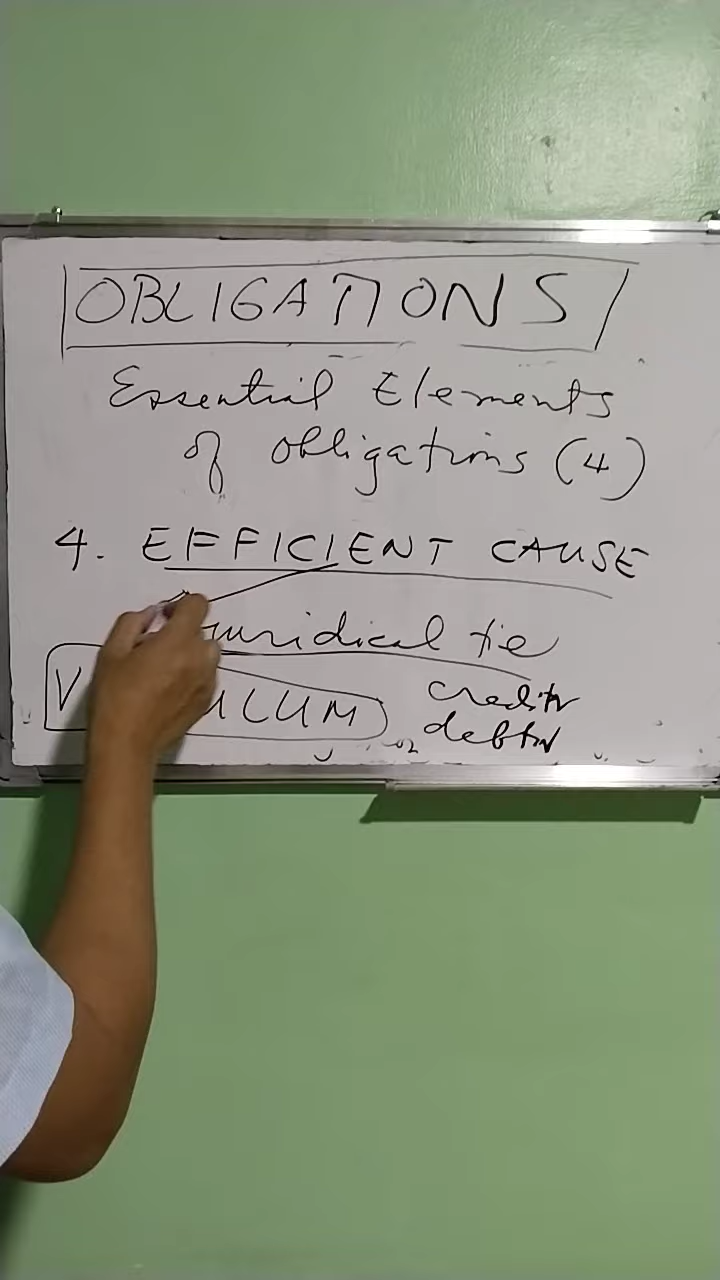 OBLIGATIONS
Essential Elements
of obligations (4)
4. EFFICIENT CAUSE
juridical tie
creditor
debtor